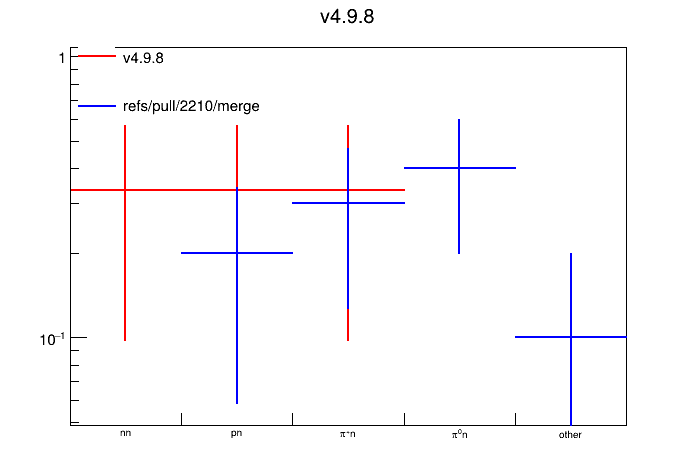 v4.9.8
1
v4.9.8
refs/pull/2210/merge
10⁻¹
nn pn π⁺n π⁰n other